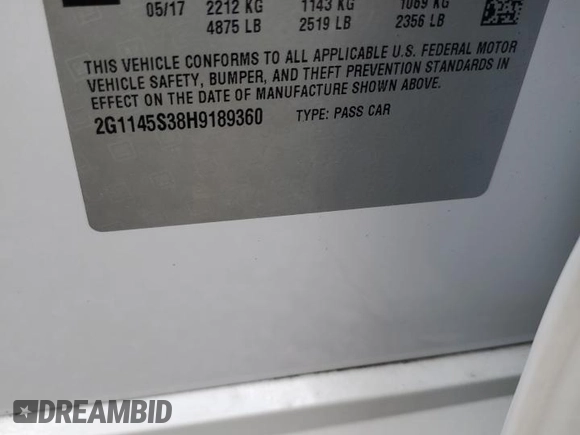 05/17 2212 KG 1143 KG 1069 KG
4875 LB 2519 LB 2356 LB
THIS VEHICLE CONFORMS TO ALL APPLICABLE U.S. FEDERAL MOTOR
VEHICLE SAFETY, BUMPER, AND THEFT PREVENTION STANDARDS IN
EFFECT ON THE DATE OF MANUFACTURE SHOWN ABOVE.
2G1145S38H9189360 TYPE: PASS CAR
DREAMBID